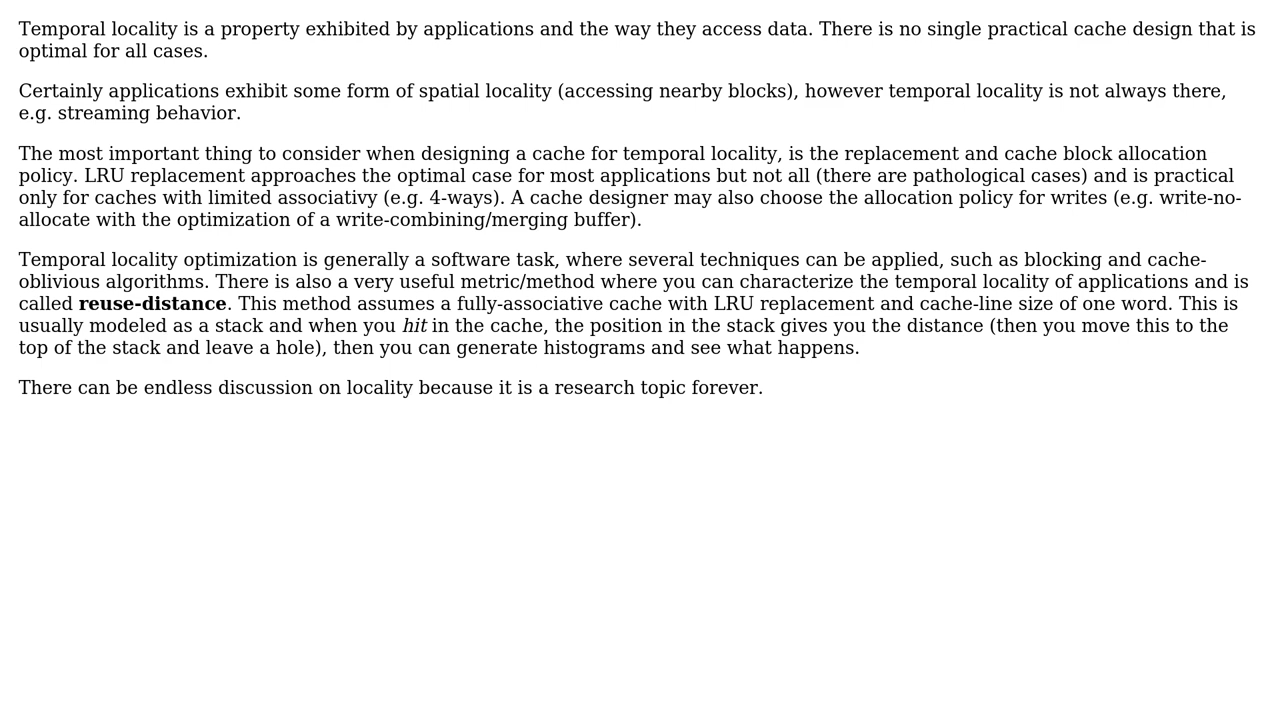 Temporal locality is a property exhibited by applications and the way they access data. There is no single practical cache design that is
optimal for all cases.
Certainly applications exhibit some form of spatial locality (accessing nearby blocks), however temporal locality is not always there,
e.g. streaming behavior.
The most important thing to consider when designing a cache for temporal locality, is the replacement and cache block allocation
policy. LRU replacement approaches the optimal case for most applications but not all (there are pathological cases) and is practical
only for caches with limited associativy (e.g. 4-ways). A cache designer may also choose the allocation policy for writes (e.g. write-no-
allocate with the optimization of a write-combining/merging buffer).
Temporal locality optimization is generally a software task, where several techniques can be applied, such as blocking and cache-
oblivious algorithms. There is also a very useful metric/method where you can characterize the temporal locality of applications and is
called reuse-distance. This method assumes a fully-associative cache with LRU replacement and cache-line size of one word. This is
usually modeled as a stack and when you hit in the cache, the position in the stack gives you the distance (then you move this to the
top of the stack and leave a hole), then you can generate histograms and see what happens.
There can be endless discussion on locality because it is a research topic forever.